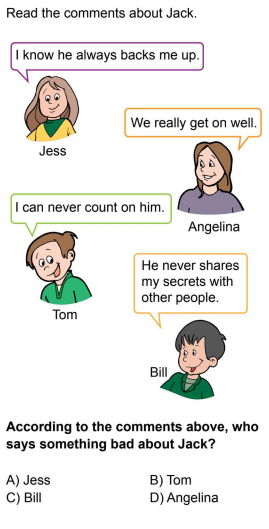 Read the comments about Jack.
I know he always backs me up.
Jess
We really get on well.
Angelina
I can never count on him.
Tom
He never shares
my secrets with
other people.
Bill
According to the comments above, who
says something bad about Jack?
A) Jess
B) Tom
C) Bill
D) Angelina